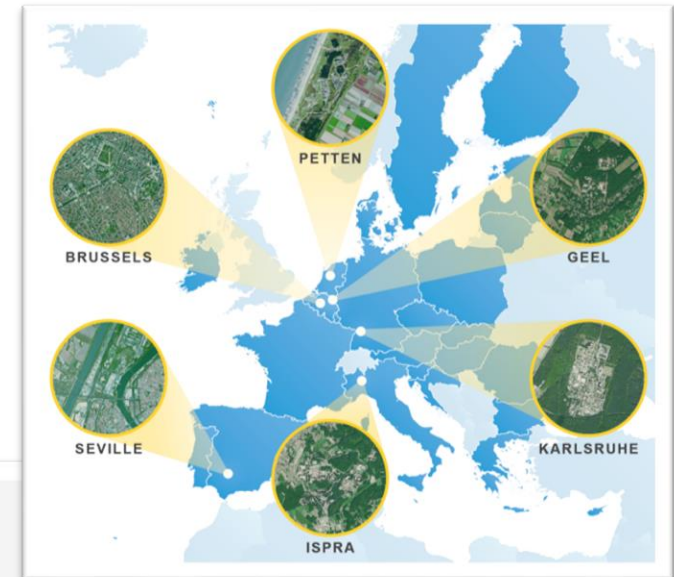 PETTEN
BRUSSELS
GEEL
SEVILLE
KARLSRUHE
ISPRA